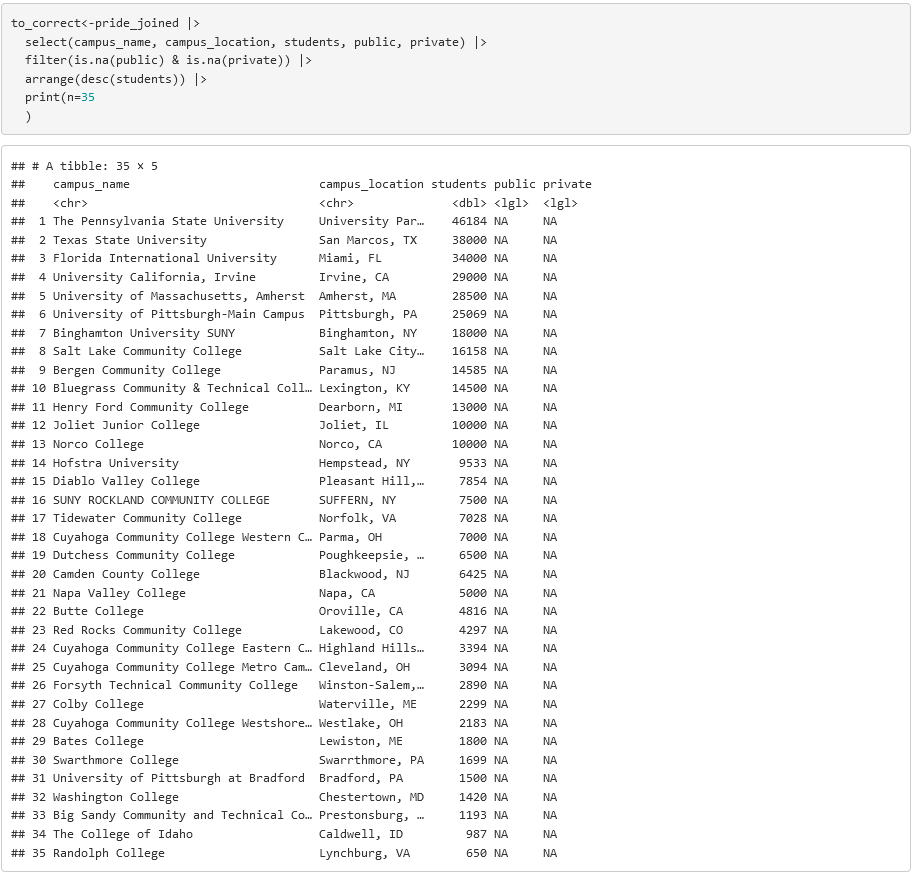 to_correct<-pride_joined |>
  select(campus_name, campus_location, students, public, private) |>
  filter(is.na(public) & is.na(private)) |>
  arrange(desc(students)) |>
  print(n=35
  )
## # A tibble: 35 × 5
##    campus_name                          campus_location students public private
##    <chr>                                <chr>              <dbl> <lgl>  <lgl>
##  1 The Pennsylvania State University    University Par…    46184 NA     NA
##  2 Texas State University               San Marcos, TX     38000 NA     NA
##  3 Florida International University     Miami, FL          34000 NA     NA
##  4 University California, Irvine        Irvine, CA         29000 NA     NA
##  5 University of Massachusetts, Amherst Amherst, MA        28500 NA     NA
##  6 University of Pittsburgh-Main Campus Pittsburgh, PA     25069 NA     NA
##  7 Binghamton University SUNY           Binghamton, NY     18000 NA     NA
##  8 Salt Lake Community College          Salt Lake City…    16158 NA     NA
##  9 Bergen Community College             Paramus, NJ        14585 NA     NA
## 10 Bluegrass Community & Technical Coll… Lexington, KY      14500 NA     NA
## 11 Henry Ford Community College         Dearborn, MI       13000 NA     NA
## 12 Joliet Junior College                Joliet, IL         10000 NA     NA
## 13 Norco College                        Norco, CA          10000 NA     NA
## 14 Hofstra University                   Hempstead, NY       9533 NA     NA
## 15 Diablo Valley College                Pleasant Hill,…     7854 NA     NA
## 16 SUNY ROCKLAND COMMUNITY COLLEGE      SUFFERN, NY         7500 NA     NA
## 17 Tidewater Community College          Norfolk, VA         7028 NA     NA
## 18 Cuyahoga Community College Western C… Parma, OH           7000 NA     NA
## 19 Dutchess Community College           Poughkeepsie, …     6500 NA     NA
## 20 Camden County College                Blackwood, NJ       6425 NA     NA
## 21 Napa Valley College                  Napa, CA            5000 NA     NA
## 22 Butte College                        Oroville, CA        4816 NA     NA
## 23 Red Rocks Community College          Lakewood, CO        4297 NA     NA
## 24 Cuyahoga Community College Eastern C… Highland Hills…     3394 NA     NA
## 25 Cuyahoga Community College Metro Cam… Cleveland, OH       3094 NA     NA
## 26 Forsyth Technical Community College  Winston-Salem,…     2890 NA     NA
## 27 Colby College                        Waterville, ME      2299 NA     NA
## 28 Cuyahoga Community College Westshore… Westlake, OH        2183 NA     NA
## 29 Bates College                        Lewiston, ME        1800 NA     NA
## 30 Swarthmore College                   Swarrthmore, PA     1699 NA     NA
## 31 University of Pittsburgh at Bradford Bradford, PA        1500 NA     NA
## 32 Washington College                   Chestertown, MD     1420 NA     NA
## 33 Big Sandy Community and Technical Co… Prestonsburg, …     1193 NA     NA
## 34 The College of Idaho                 Caldwell, ID         987 NA     NA
## 35 Randolph College                     Lynchburg, VA        650 NA     NA